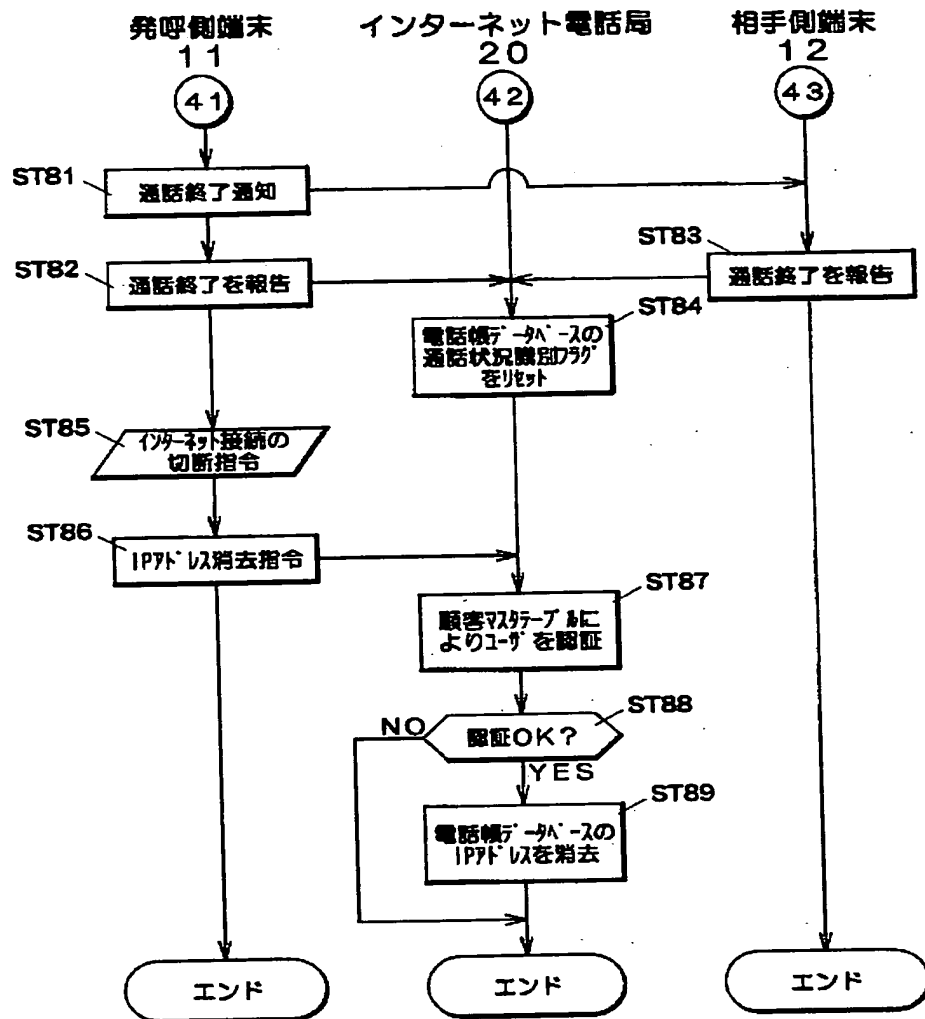 発呼側端末 インターネット電話局 相手側端末
11 20 12
41 42 43
ST81
通話終了通知
ST82
通話終了を報告
ST83
通話終了を報告
ST84
電話帳データベースの
通話状況識別フラグ
をリセット
ST85
インターネット接続の
切断指令
ST86
IPアドレス消去指令
ST87
顧客マスタテーブルに
よりユーザを認証
ST88
NO
認証OK?
YES
ST89
電話帳データベースの
IPアドレスを消去
エンド エンド エンド